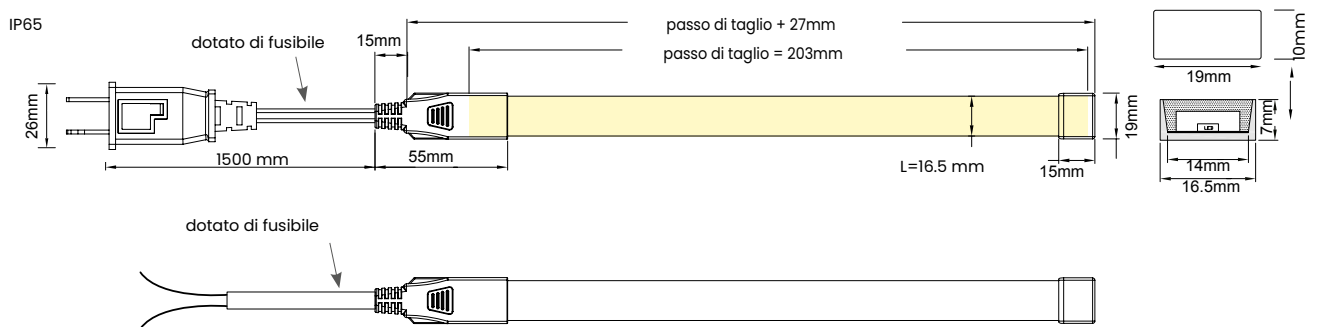 IP65
passo di taglio + 27mm
dotato di fusibile
15mm
passo di taglio = 203mm
10mm
19mm
26mm
19mm
7mm
1500 mm
55mm
L=16.5 mm
15mm
14mm
16.5mm
dotato di fusibile